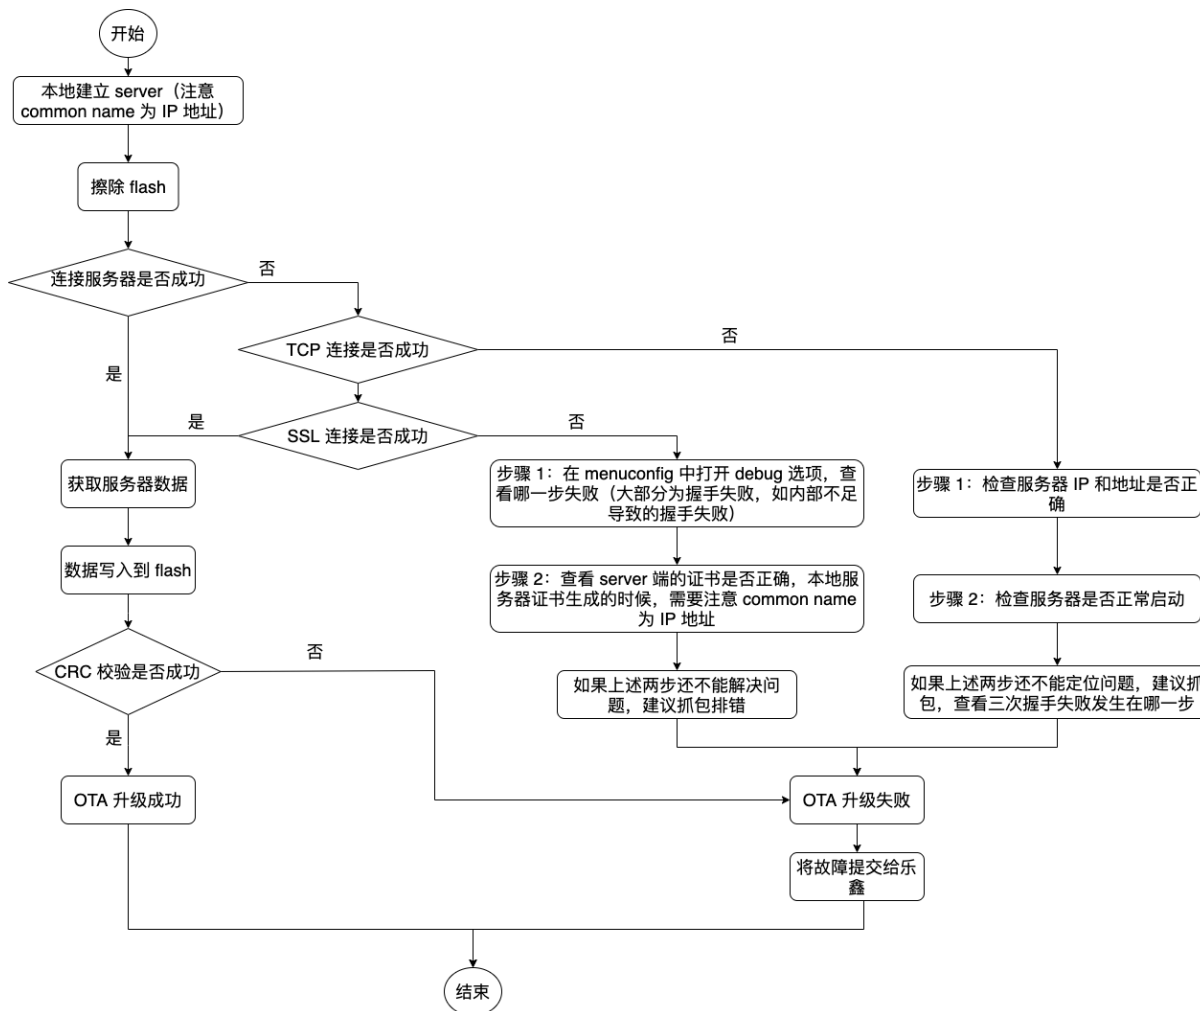 开始
本地建立 server（注意
common name 为 IP 地址）
擦除 flash
连接服务器是否成功
否
TCP 连接是否成功
否
是
是
SSL 连接是否成功
否
获取服务器数据
步骤 1：在 menuconfig 中打开 debug 选项，查
看哪一步失败（大部分为握手失败，如内部不足
导致的握手失败）
步骤 1：检查服务器 IP 和地址是否正
确
数据写入到 flash
步骤 2：查看 server 端的证书是否正确，本地服
务器证书生成的时候，需要注意 common name
为 IP 地址
步骤 2：检查服务器是否正常启动
CRC 校验是否成功
否
如果上述两步还不能解决问
题，建议抓包排错
如果上述两步还不能定位问题，建议抓
包，查看三次握手失败发生在哪一步
是
OTA 升级成功
OTA 升级失败
将故障提交给乐
鑫
结束